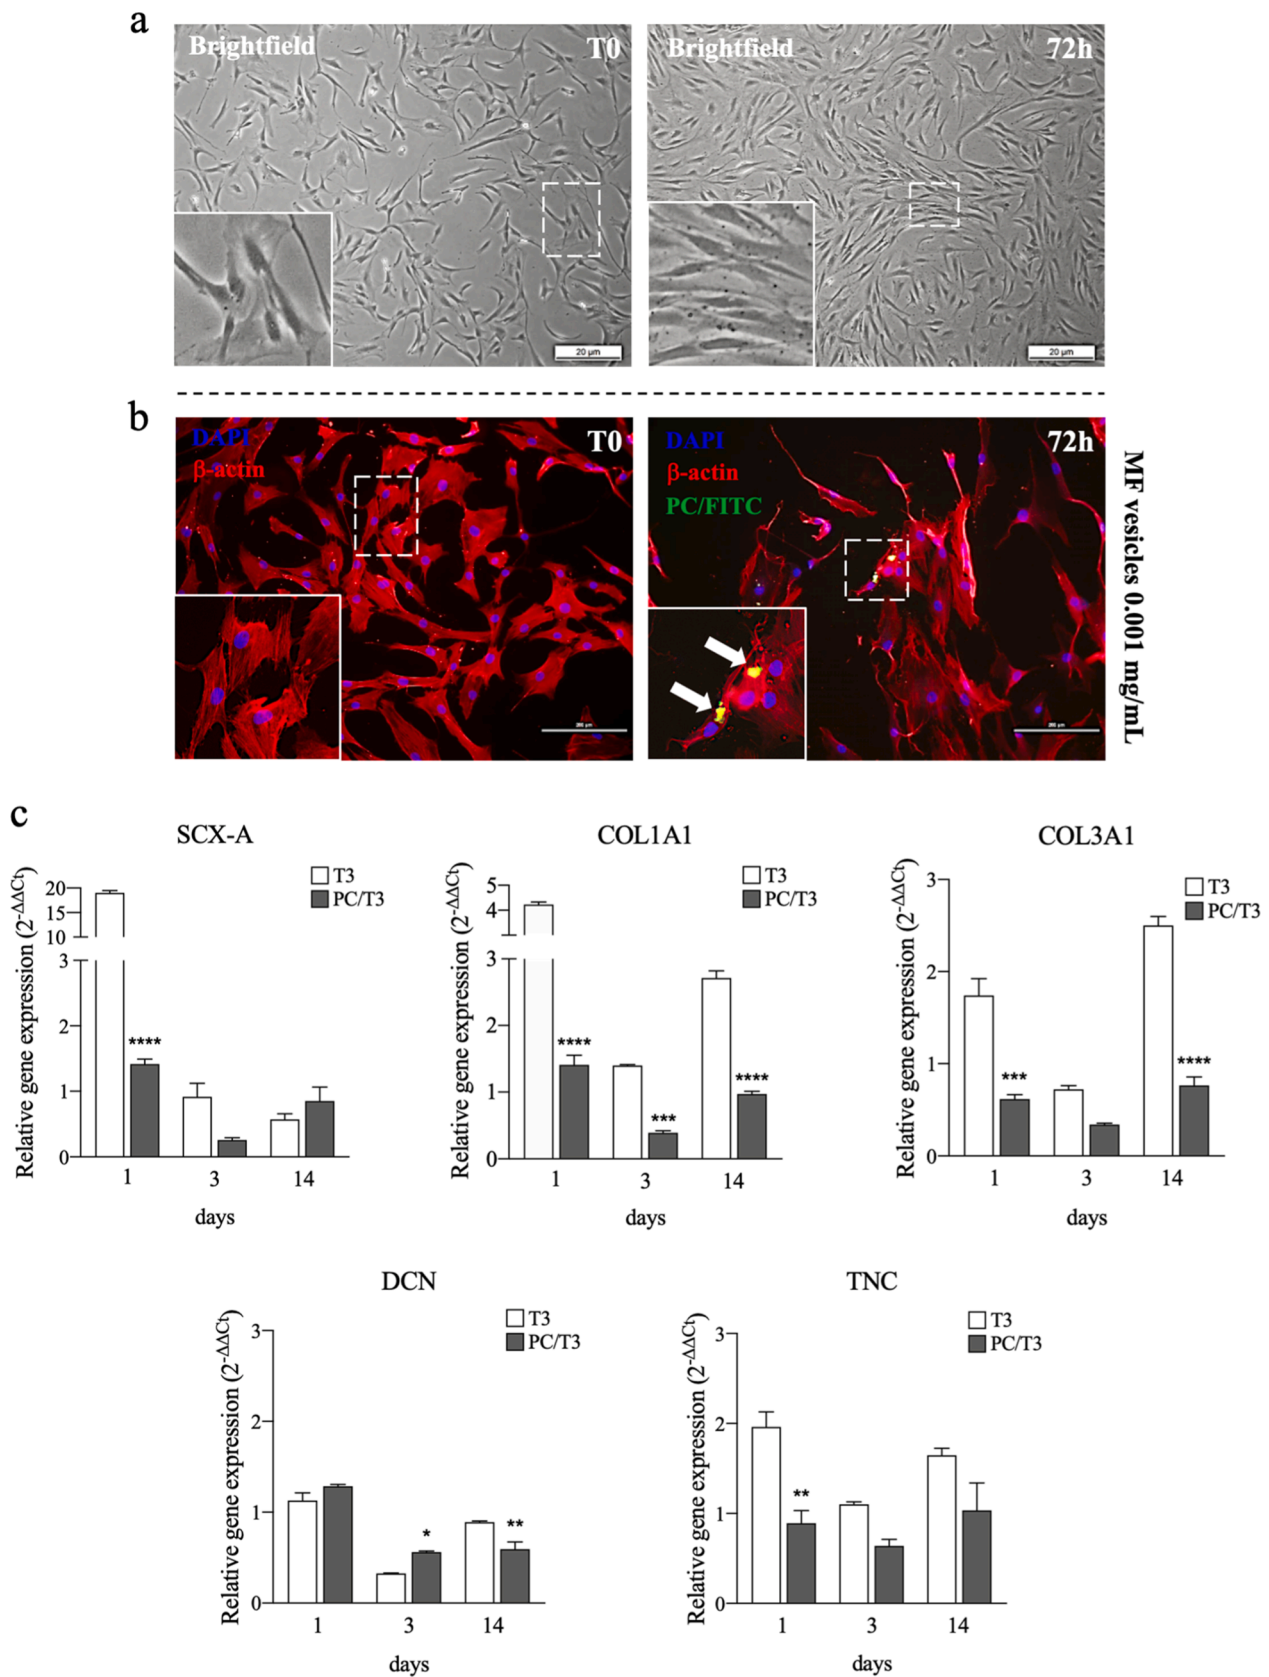 a
Brightfield T0
20 µm
Brightfield 72h
20 µm
b
DAPI T0
β-actin
DAPI 72h
β-actin
PC/FITC
MF vesicles 0.001 mg/mL
c
SCX-A
Relative gene expression (2-ΔΔCt)
T3
PC/T3
20
15
10
3
2
1
0
****
1 3 14
days
COL1A1
Relative gene expression (2-ΔΔCt)
T3
PC/T3
5
4
3
2
1
0
****
***
****
1 3 14
days
COL3A1
Relative gene expression (2-ΔΔCt)
T3
PC/T3
3
2
1
0
***
****
1 3 14
days
DCN
Relative gene expression (2-ΔΔCt)
T3
PC/T3
3
2
1
0
*
**
1 3 14
days
TNC
Relative gene expression (2-ΔΔCt)
T3
PC/T3
3
2
1
0
**
1 3 14
days